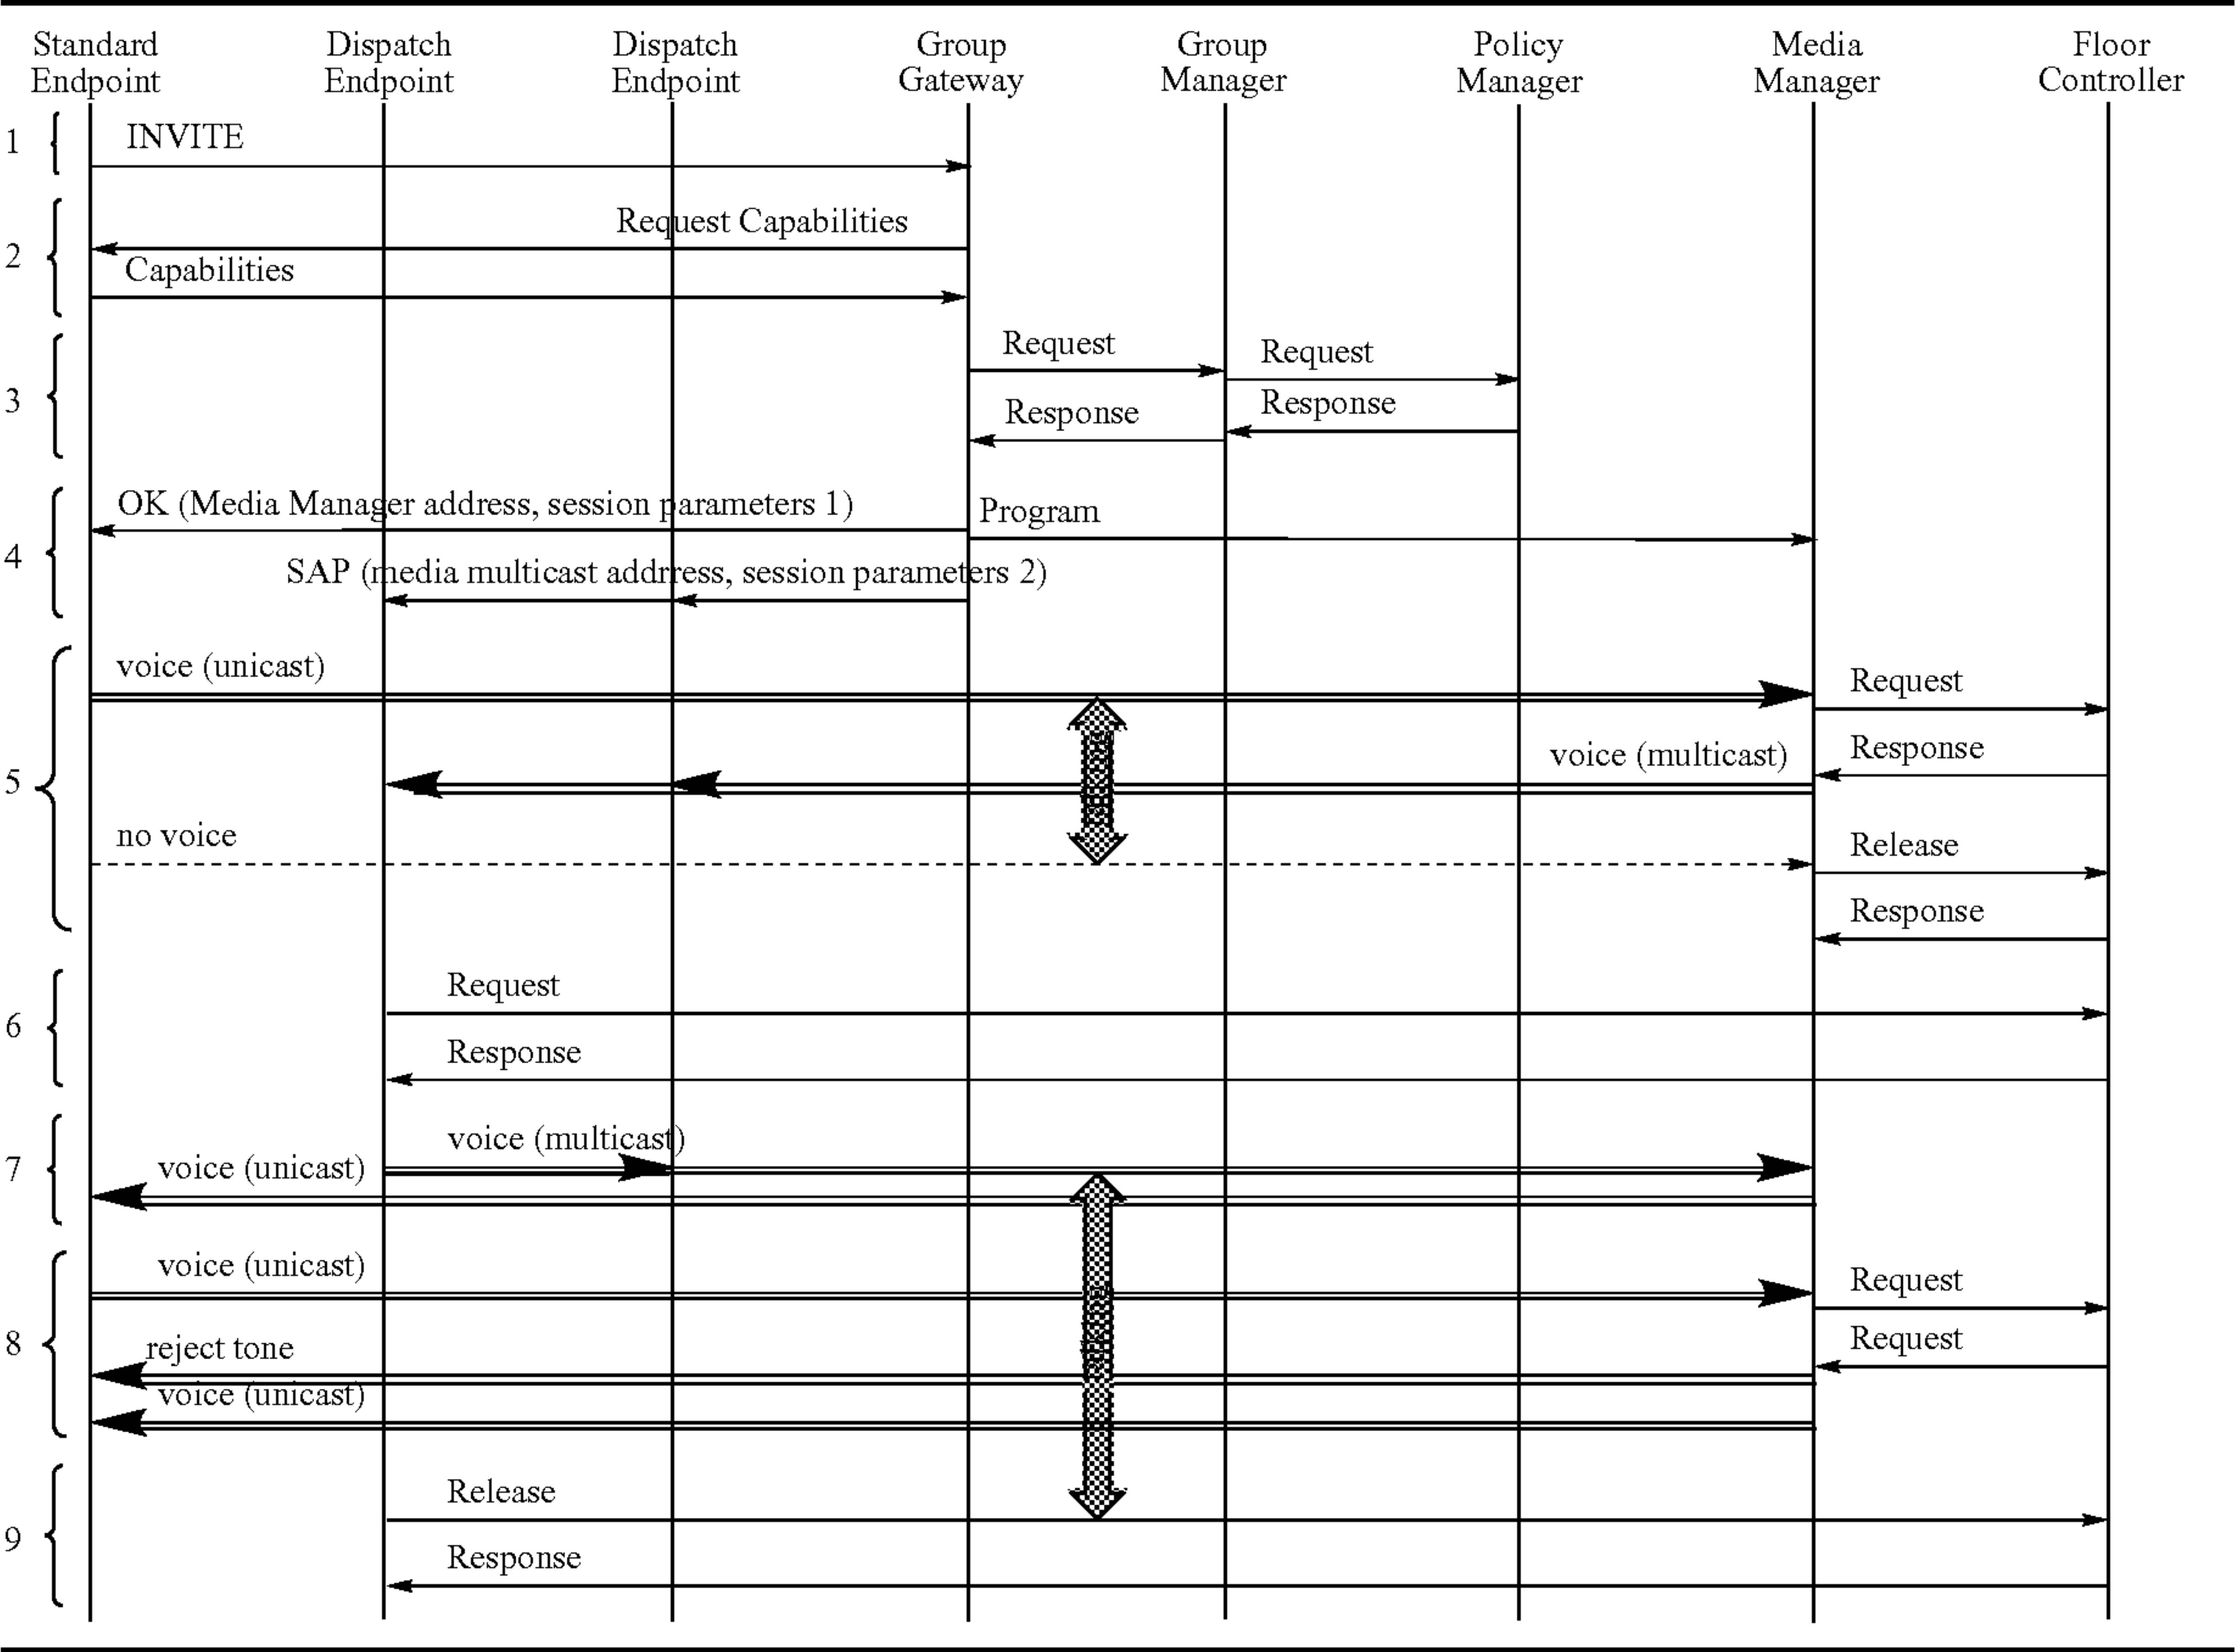 Standard Endpoint
Dispatch Endpoint
Dispatch Endpoint
Group Gateway
Group Manager
Policy Manager
Media Manager
Floor Controller
1
INVITE
2
Request Capabilities
Capabilities
3
Request
Request
Response
Response
4
OK (Media Manager address, session parameters 1)
Program
SAP (media multicast addrress, session parameters 2)
5
voice (unicast)
Request
voice (multicast)
Response
no voice
Release
Response
6
Request
Response
7
voice (multicast)
voice (unicast)
8
voice (unicast)
Request
reject tone
Request
voice (unicast)
9
Release
Response